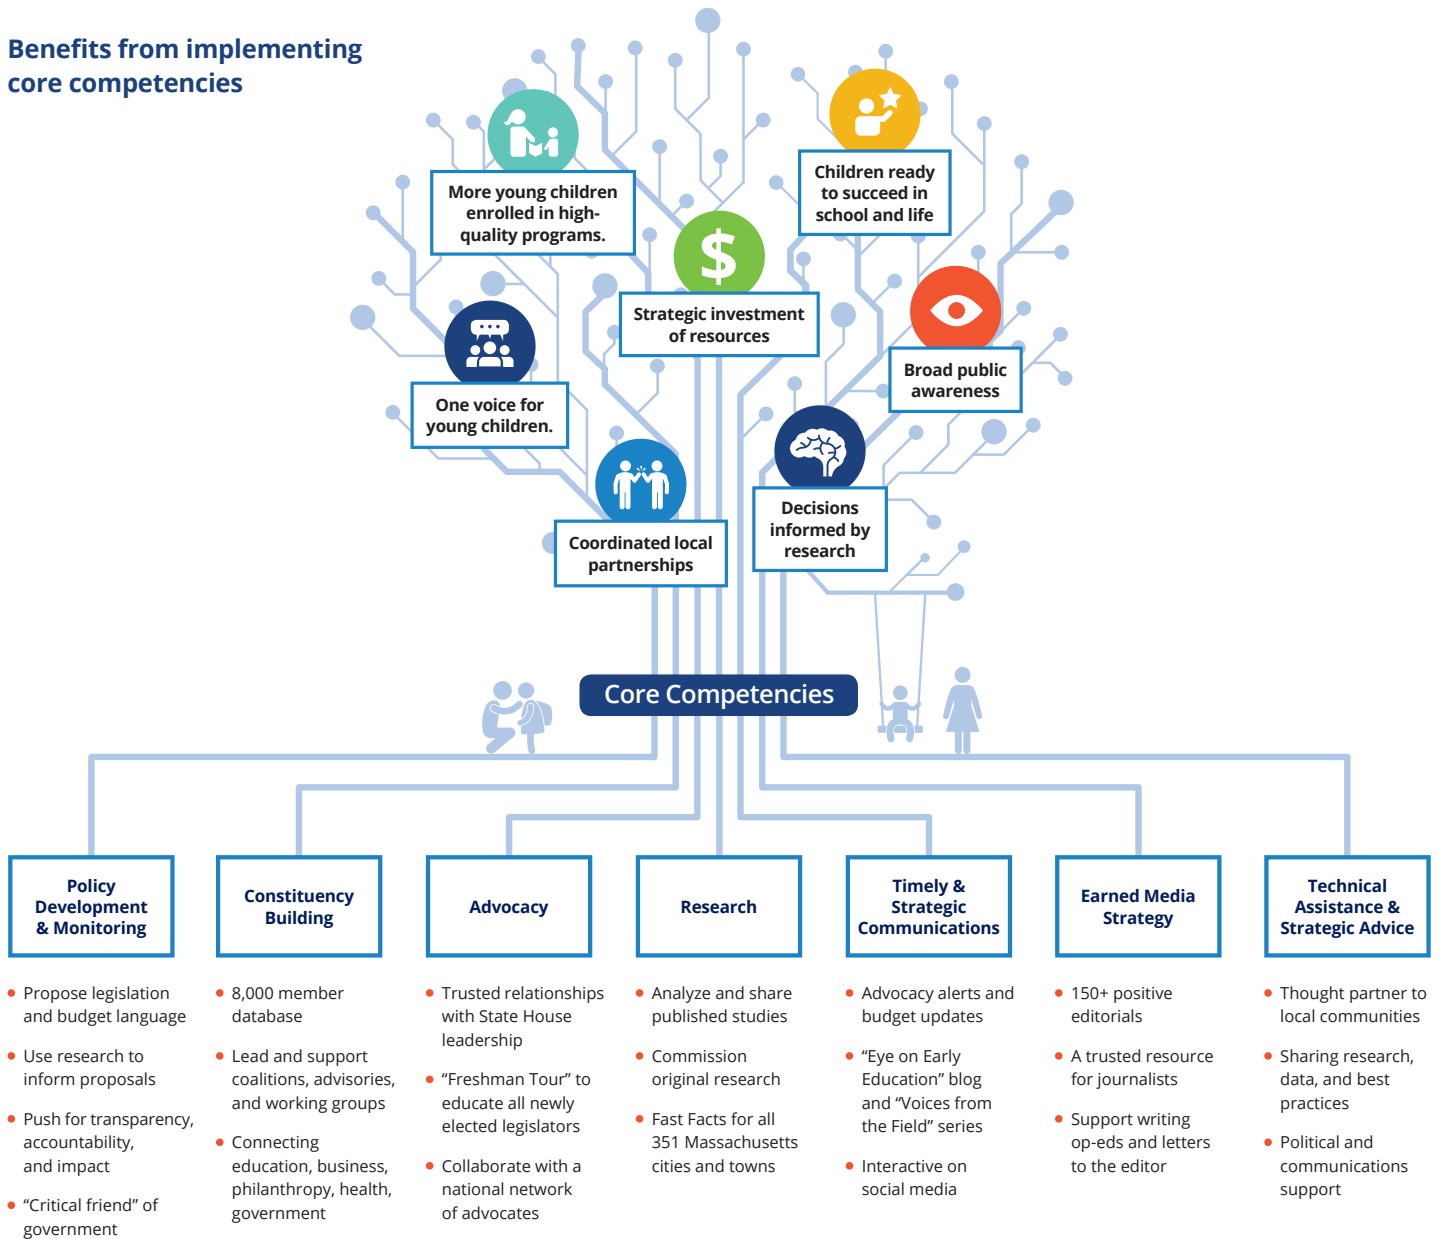 Benefits from implementing
core competencies
More young children
enrolled in high-
quality programs.
Children ready
to succeed in
school and life
$
Strategic investment
of resources
Broad public
awareness
One voice for
young children.
Decisions
informed by
research
Coordinated local
partnerships
Core Competencies
Policy
Development
& Monitoring
• Propose legislation
and budget language
• Use research to
inform proposals
• Push for transparency,
accountability,
and impact
• “Critical friend” of
government
Constituency
Building
• 8,000 member
database
• Lead and support
coalitions, advisories,
and working groups
• Connecting
education, business,
philanthropy, health,
government
Advocacy
• Trusted relationships
with State House
leadership
• “Freshman Tour” to
educate all newly
elected legislators
• Collaborate with a
national network
of advocates
Research
• Analyze and share
published studies
• Commission
original research
• Fast Facts for all
351 Massachusetts
cities and towns
Timely &
Strategic
Communications
• Advocacy alerts and
budget updates
• “Eye on Early
Education” blog
and “Voices from
the Field” series
• Interactive on
social media
Earned Media
Strategy
• 150+ positive
editorials
• A trusted resource
for journalists
• Support writing
op-eds and letters
to the editor
Technical
Assistance &
Strategic Advice
• Thought partner to
local communities
• Sharing research,
data, and best
practices
• Political and
communications
support